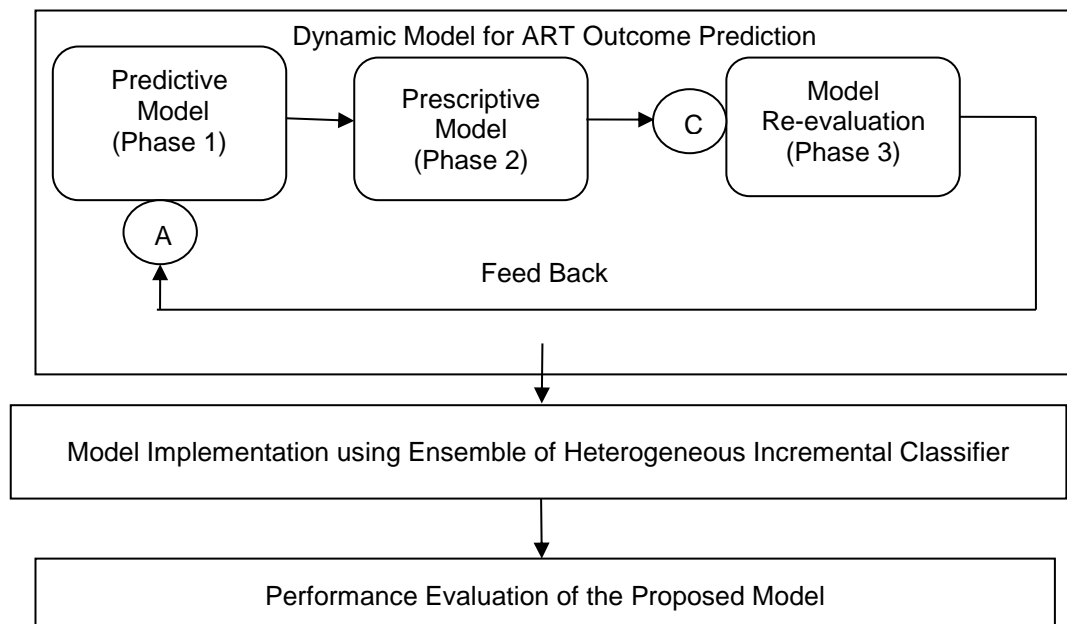 Dynamic Model for ART Outcome Prediction
Predictive
Model
(Phase 1)
Prescriptive
Model
(Phase 2)
C
Model
Re-evaluation
(Phase 3)
A
Feed Back
Model Implementation using Ensemble of Heterogeneous Incremental Classifier
Performance Evaluation of the Proposed Model